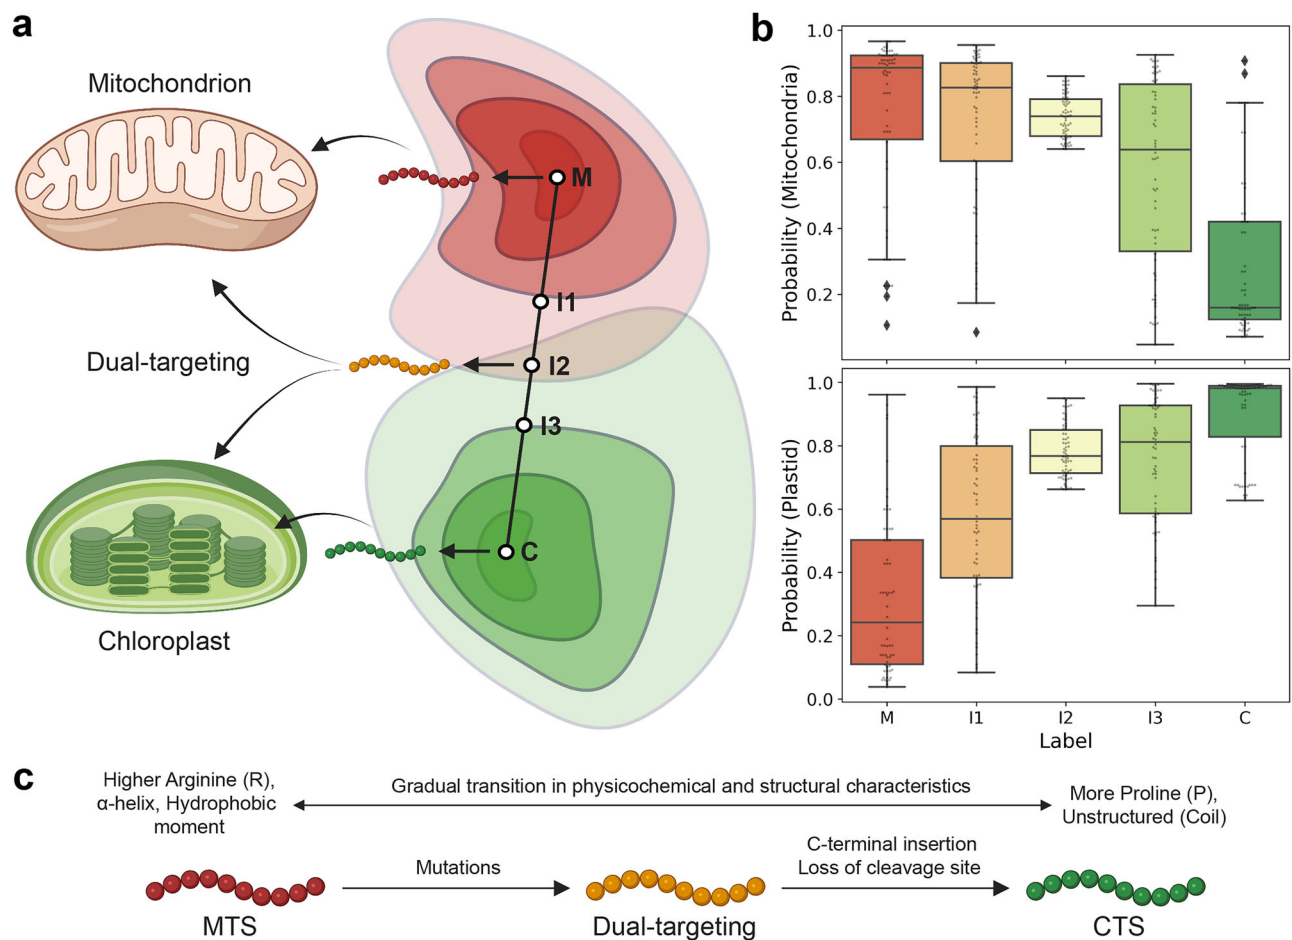 a
Mitochondrion
M
I1
Dual-targeting
I2
I3
C
Chloroplast
b
Probability (Mitochondria)
1.0
0.8
0.6
0.4
0.2
Probability (Plastid)
1.0
0.8
0.6
0.4
0.2
0.0
M I1 I2 I3 C
Label
c
Higher Arginine (R),
α-helix, Hydrophobic
moment
Gradual transition in physicochemical and structural characteristics
More Proline (P),
Unstructured (Coil)
Mutations
C-terminal insertion
Loss of cleavage site
MTS
Dual-targeting
CTS